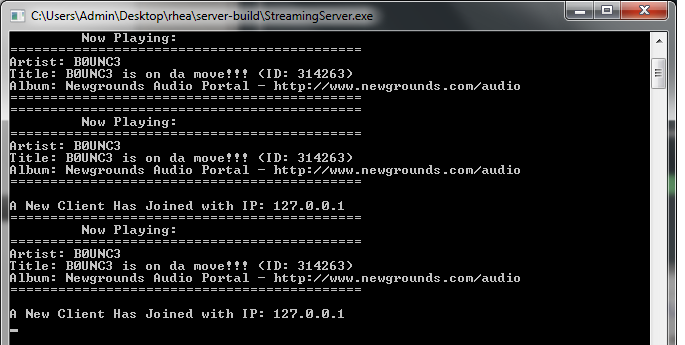 C:\Users\Admin\Desktop\rhea\server-build\StreamingServer.exe
Now Playing:
============================================
Artist: B0UNC3
Title: B0UNC3 is on da move!!! (ID: 314263)
Album: Newgrounds Audio Portal - http://www.newgrounds.com/audio
============================================
============================================
Now Playing:
============================================
Artist: B0UNC3
Title: B0UNC3 is on da move!!! (ID: 314263)
Album: Newgrounds Audio Portal - http://www.newgrounds.com/audio
============================================
A New Client Has Joined with IP: 127.0.0.1
============================================
Now Playing:
============================================
Artist: B0UNC3
Title: B0UNC3 is on da move!!! (ID: 314263)
Album: Newgrounds Audio Portal - http://www.newgrounds.com/audio
============================================
A New Client Has Joined with IP: 127.0.0.1